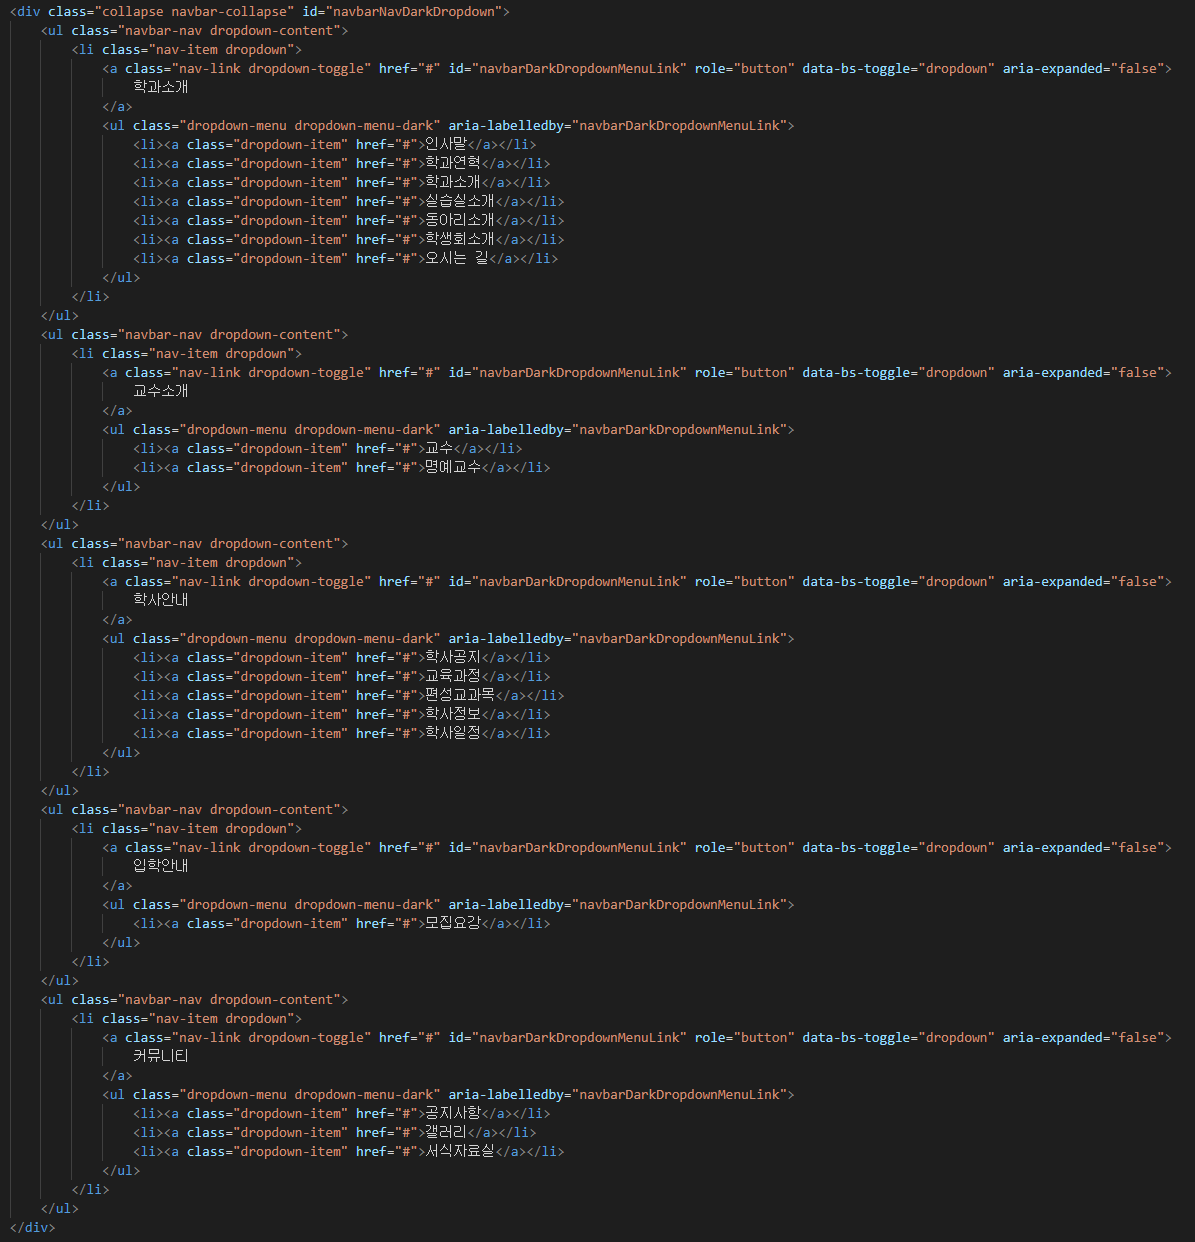 <div class="collapse navbar-collapse" id="navbarNavDarkDropdown">
    <ul class="navbar-nav dropdown-content">
        <li class="nav-item dropdown">
            <a class="nav-link dropdown-toggle" href="#" id="navbarDarkDropdownMenuLink" role="button" data-bs-toggle="dropdown" aria-expanded="false">
                학과소개
            </a>
            <ul class="dropdown-menu dropdown-menu-dark" aria-labelledby="navbarDarkDropdownMenuLink">
                <li><a class="dropdown-item" href="#">인사말</a></li>
                <li><a class="dropdown-item" href="#">학과연혁</a></li>
                <li><a class="dropdown-item" href="#">학과소개</a></li>
                <li><a class="dropdown-item" href="#">실습실소개</a></li>
                <li><a class="dropdown-item" href="#">동아리소개</a></li>
                <li><a class="dropdown-item" href="#">학생회소개</a></li>
                <li><a class="dropdown-item" href="#">오시는 길</a></li>
            </ul>
        </li>
    </ul>
    <ul class="navbar-nav dropdown-content">
        <li class="nav-item dropdown">
            <a class="nav-link dropdown-toggle" href="#" id="navbarDarkDropdownMenuLink" role="button" data-bs-toggle="dropdown" aria-expanded="false">
                교수소개
            </a>
            <ul class="dropdown-menu dropdown-menu-dark" aria-labelledby="navbarDarkDropdownMenuLink">
                <li><a class="dropdown-item" href="#">교수</a></li>
                <li><a class="dropdown-item" href="#">명예교수</a></li>
            </ul>
        </li>
    </ul>
    <ul class="navbar-nav dropdown-content">
        <li class="nav-item dropdown">
            <a class="nav-link dropdown-toggle" href="#" id="navbarDarkDropdownMenuLink" role="button" data-bs-toggle="dropdown" aria-expanded="false">
                학사안내
            </a>
            <ul class="dropdown-menu dropdown-menu-dark" aria-labelledby="navbarDarkDropdownMenuLink">
                <li><a class="dropdown-item" href="#">학사공지</a></li>
                <li><a class="dropdown-item" href="#">교육과정</a></li>
                <li><a class="dropdown-item" href="#">편성교과목</a></li>
                <li><a class="dropdown-item" href="#">학사정보</a></li>
                <li><a class="dropdown-item" href="#">학사일정</a></li>
            </ul>
        </li>
    </ul>
    <ul class="navbar-nav dropdown-content">
        <li class="nav-item dropdown">
            <a class="nav-link dropdown-toggle" href="#" id="navbarDarkDropdownMenuLink" role="button" data-bs-toggle="dropdown" aria-expanded="false">
                입학안내
            </a>
            <ul class="dropdown-menu dropdown-menu-dark" aria-labelledby="navbarDarkDropdownMenuLink">
                <li><a class="dropdown-item" href="#">모집요강</a></li>
            </ul>
        </li>
    </ul>
    <ul class="navbar-nav dropdown-content">
        <li class="nav-item dropdown">
            <a class="nav-link dropdown-toggle" href="#" id="navbarDarkDropdownMenuLink" role="button" data-bs-toggle="dropdown" aria-expanded="false">
                커뮤니티
            </a>
            <ul class="dropdown-menu dropdown-menu-dark" aria-labelledby="navbarDarkDropdownMenuLink">
                <li><a class="dropdown-item" href="#">공지사항</a></li>
                <li><a class="dropdown-item" href="#">갤러리</a></li>
                <li><a class="dropdown-item" href="#">서식자료실</a></li>
            </ul>
        </li>
    </ul>
</div>